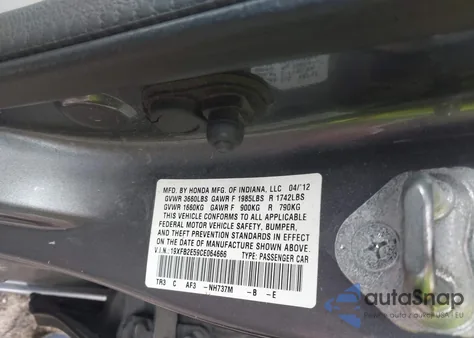 MFD. BY HONDA MFG. OF INDIANA, LLC 04/'12
GVWR 3660LBS GAWR F 1985LBS R 1742LBS
GVWR 1660KG GAWR F 900KG R 790KG
THIS VEHICLE CONFORMS TO ALL APPLICABLE
FEDERAL MOTOR VEHICLE SAFETY, BUMPER,
AND THEFT PREVENTION STANDARDS IN EFFECT
ON THE DATE OF MANUFACTURE SHOWN ABOVE.
V.I.N.: 19XFB2E59CE064666 TYPE: PASSENGER CAR
TR3 C AF3 -NH737M -B -E
autoSnap